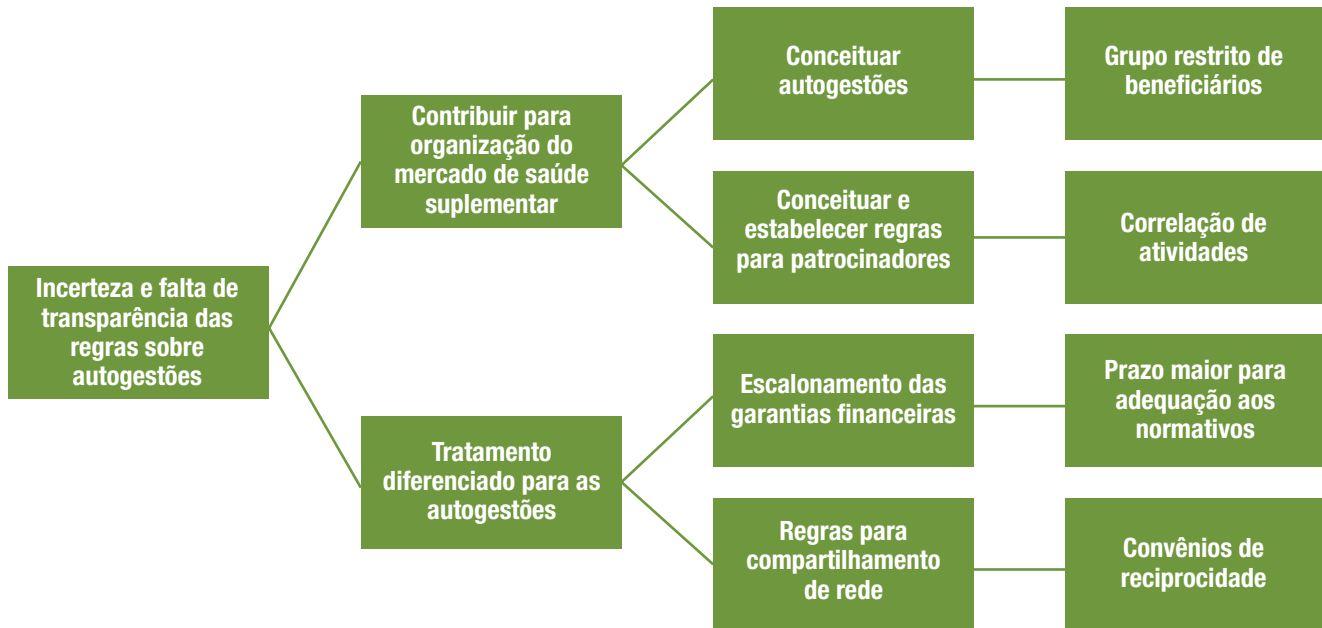 Incerteza e falta de
transparência das
regras sobre
autogestões
Contribuir para
organização do
mercado de saúde
suplementar
Tratamento
diferenciado para as
autogestões
Conceituar
autogestões
Conceituar e
estabelecer regras
para patrocinadores
Escalonamento das
garantias financeiras
Regras para
compartilhamento
de rede
Grupo restrito de
beneficiários
Correlação de
atividades
Prazo maior para
adequação aos
normativos
Convênios de
reciprocidade